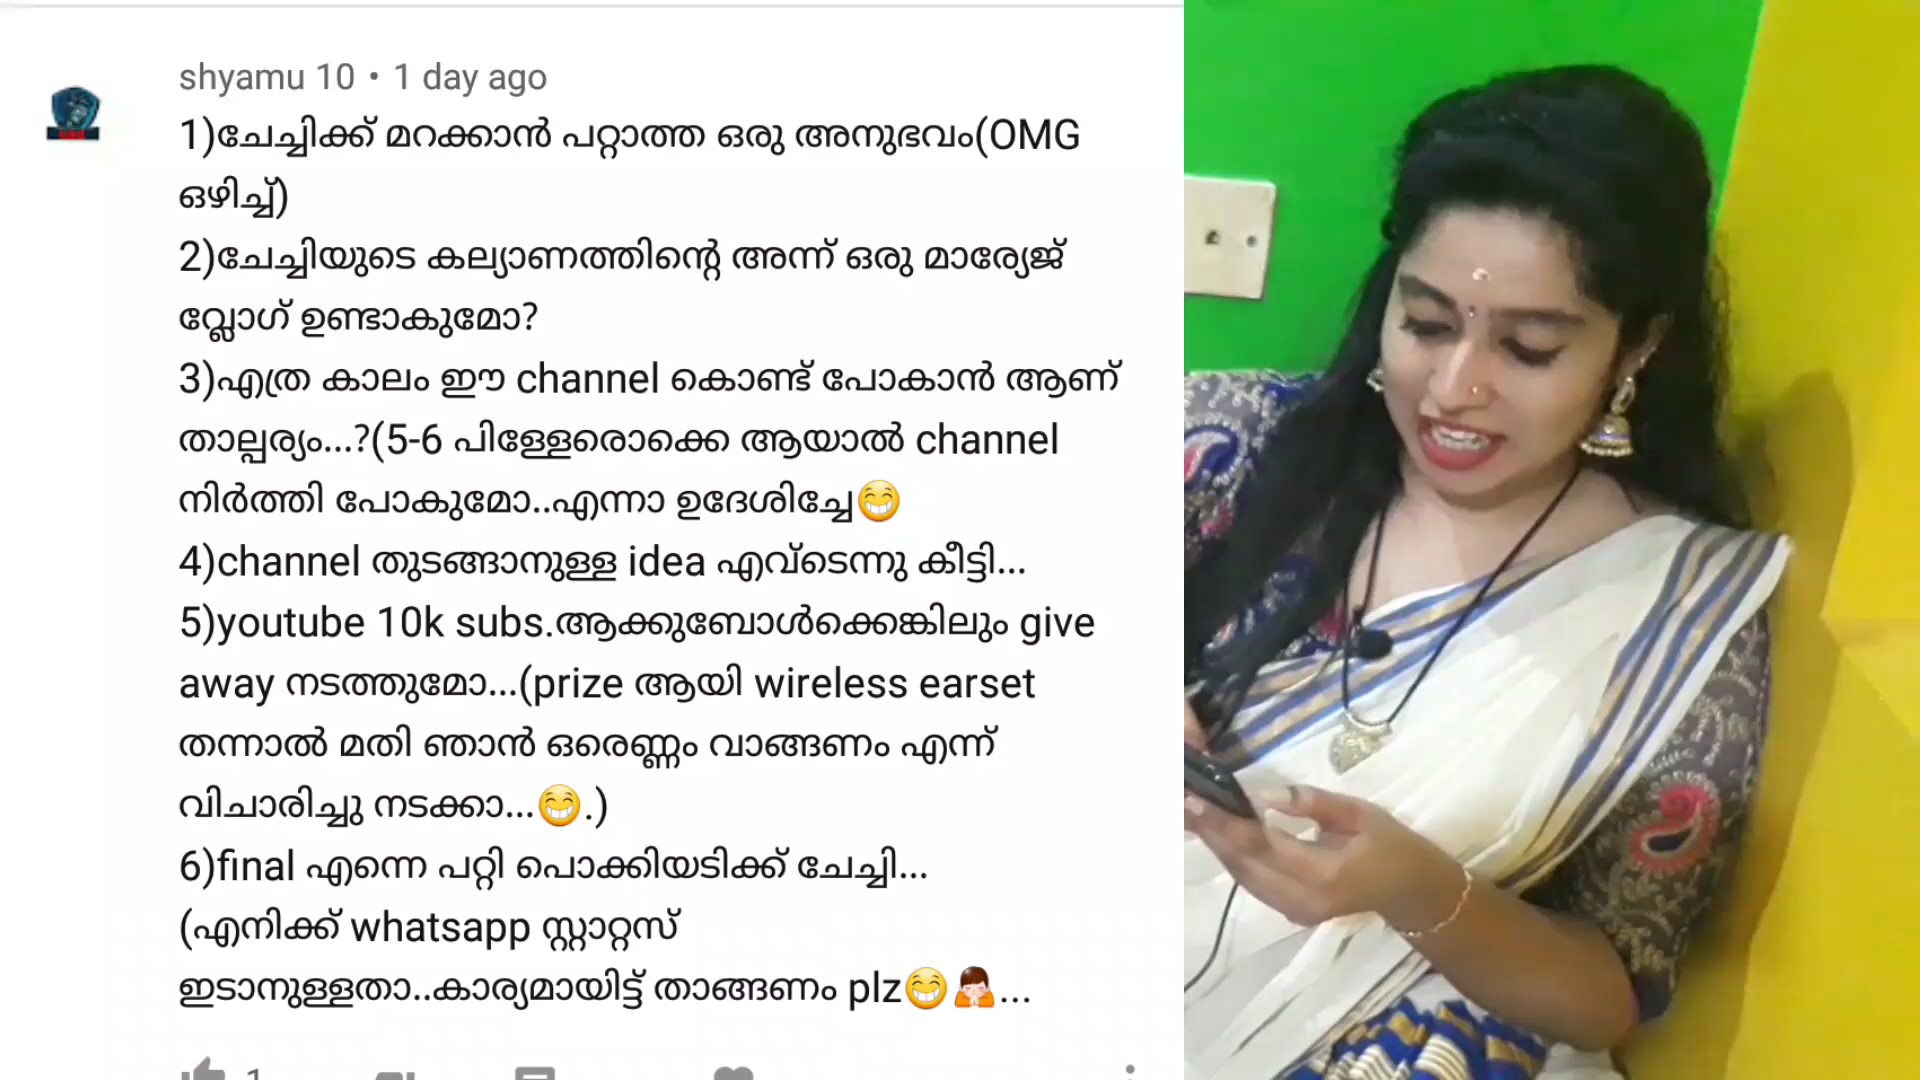 shyamu 10 • 1 day ago
1)ചേച്ചിക്ക് മറക്കാൻ പറ്റാത്ത ഒരു അനുഭവം(OMG
ഒഴിച്ച്)
2)ചേച്ചിയുടെ കല്യാണത്തിന്റെ അന്ന് ഒരു മാര്യേജ്
വ്ലോഗ് ഉണ്ടാകുമോ?
3)എത്ര കാലം ഈ channel കൊണ്ട് പോകാൻ ആണ്
താല്പര്യം...?(5-6 പിള്ളേരൊക്കെ ആയാൽ channel
നിർത്തി പോകുമോ..എന്നാ ഉദേശിച്ചേ😁
4)channel തുടങ്ങാനുള്ള idea എവ്ടെന്നു കീട്ടി...
5)youtube 10k subs.ആക്കുബോൾക്കെങ്കിലും give
away നടത്തുമോ...(prize ആയി wireless earset
തന്നാൽ മതി ഞാൻ ഒരെണ്ണം വാങ്ങണം എന്ന്
വിചാരിച്ചു നടക്കാ...😁.)
6)final എന്നെ പറ്റി പൊക്കിയടിക്ക് ചേച്ചി...
(എനിക്ക് whatsapp സ്റ്റാറ്റസ്
ഇടാനുള്ളതാ..കാര്യമായിട്ട് താങ്ങണം plz😁🙏...
1